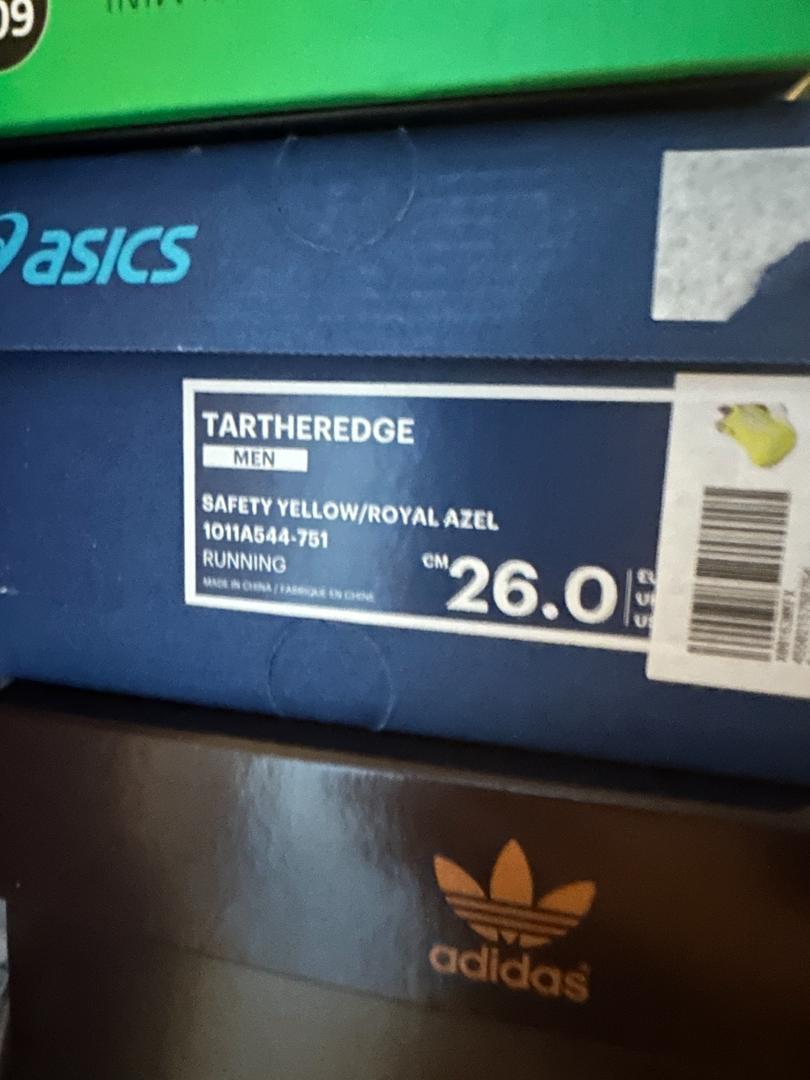 09
asics
TARTHEREDGE
MEN
SAFETY YELLOW/ROYAL AZEL
1011A544-751
RUNNING
MADE IN CHINA / FABRIQUE EN CHINE
CM 26.0
adidas